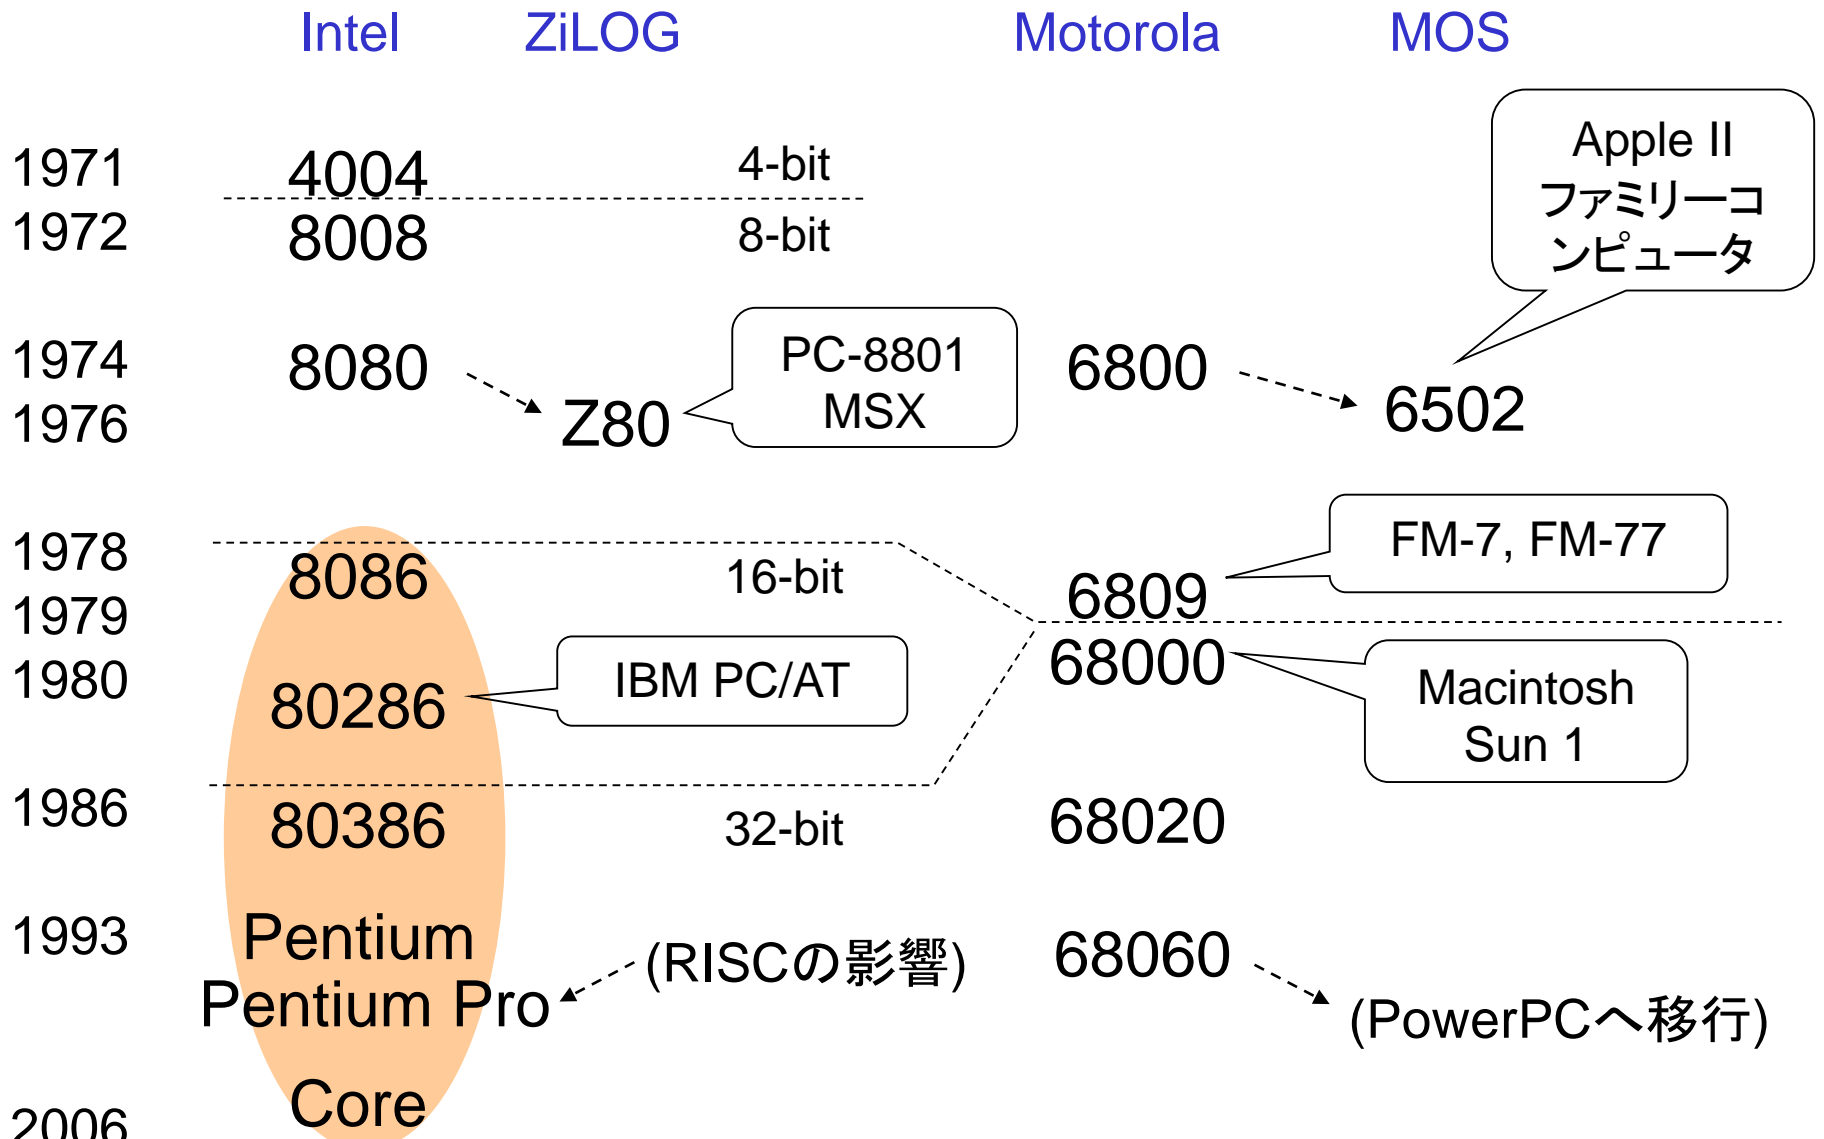 Intel ZiLOG Motorola MOS
Apple II
ファミリーコ
ンピュータ
1971 4004 4-bit
1972 8008 8-bit
1974 8080 6800
PC-8801
MSX
1976 Z80 6502
1978 8086 16-bit
FM-7, FM-77
1979 6809
1980 80286 68000
IBM PC/AT
Macintosh
Sun 1
1986 80386 32-bit 68020
1993 Pentium (RISCの影響) 68060
Pentium Pro (PowerPCへ移行)
2006 Core